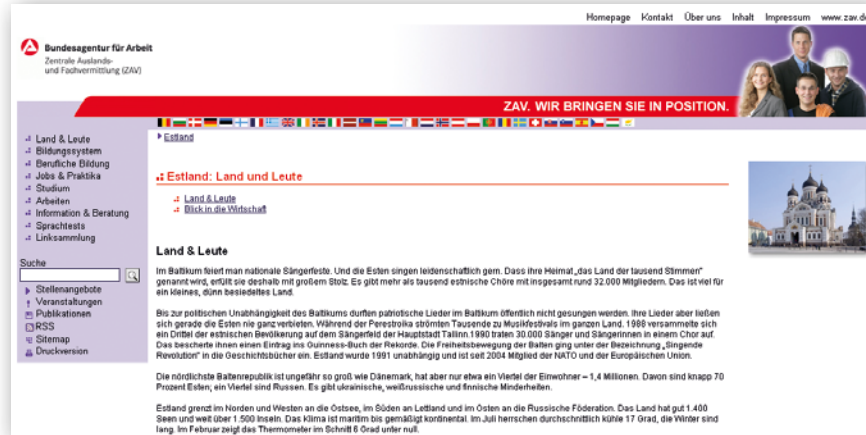 Homepage Kontakt Über uns Inhalt Impressum www.zav.d
Bundesagentur für Arbeit
Zentrale Auslands-
und Fachvermittlung (ZAV)
ZAV. WIR BRINGEN SIE IN POSITION.
Estland
Land & Leute
Bildungssystem
Berufliche Bildung
Jobs & Praktika
Studium
Arbeiten
Information & Beratung
Sprachtests
Linksammlung
Suche
Stellenangebote
Veranstaltungen
Publikationen
RSS
Sitemap
Druckversion
Estland: Land und Leute
Land & Leute
Blick in die Wirtschaft
Land & Leute
Im Baltikum feiert man nationale Sängerfeste. Und die Esten singen leidenschaftlich gern. Dass ihre Heimat „das Land der tausend Stimmen"
genannt wird, erfüllt sie deshalb mit großem Stolz. Es gibt mehr als tausend estnische Chöre mit insgesamt rund 32.000 Mitgliedern. Das ist viel für
ein kleines, dünn besiedeltes Land.
Bis zur politischen Unabhängigkeit des Baltikums durften patriotische Lieder im Baltikum öffentlich nicht gesungen werden. Ihre Lieder aber ließen
sich gerade die Esten nie ganz verbieten. Während der Perestroika strömten Tausende zu Musikfestivals im ganzen Land. 1988 versammelte sich
ein Drittel der estnischen Bevölkerung auf dem Sängerfeld der Hauptstadt Tallinn. 1990 traten 30.000 Sänger und Sängerinnen in einem Chor auf.
Das bescherte ihnen einen Eintrag ins Guinness-Buch der Rekorde. Die Freiheitsbewegung der Balten ging unter der Bezeichnung „Singende
Revolution" in die Geschichtsbücher ein. Estland wurde 1991 unabhängig und ist seit 2004 Mitglied der NATO und der Europäischen Union.
Die nördlichste Baltenrepublik ist ungefähr so groß wie Dänemark, hat aber nur etwa ein Viertel der Einwohner – 1,4 Millionen. Davon sind knapp 70
Prozent Esten; ein Viertel sind Russen. Es gibt ukrainische, weißrussische und finnische Minderheiten.
Estland grenzt im Norden und Westen an die Ostsee, im Süden an Lettland und im Osten an die Russische Föderation. Das Land hat gut 1.400
Seen und weit über 1.500 Inseln. Das Klima ist maritim bis gemäßigt kontinental. Im Juli herrschen durchschnittlich kühle 17 Grad, die Winter sind
lang. Im Februar zeigt das Thermometer im Schnitt 6 Grad unter null.